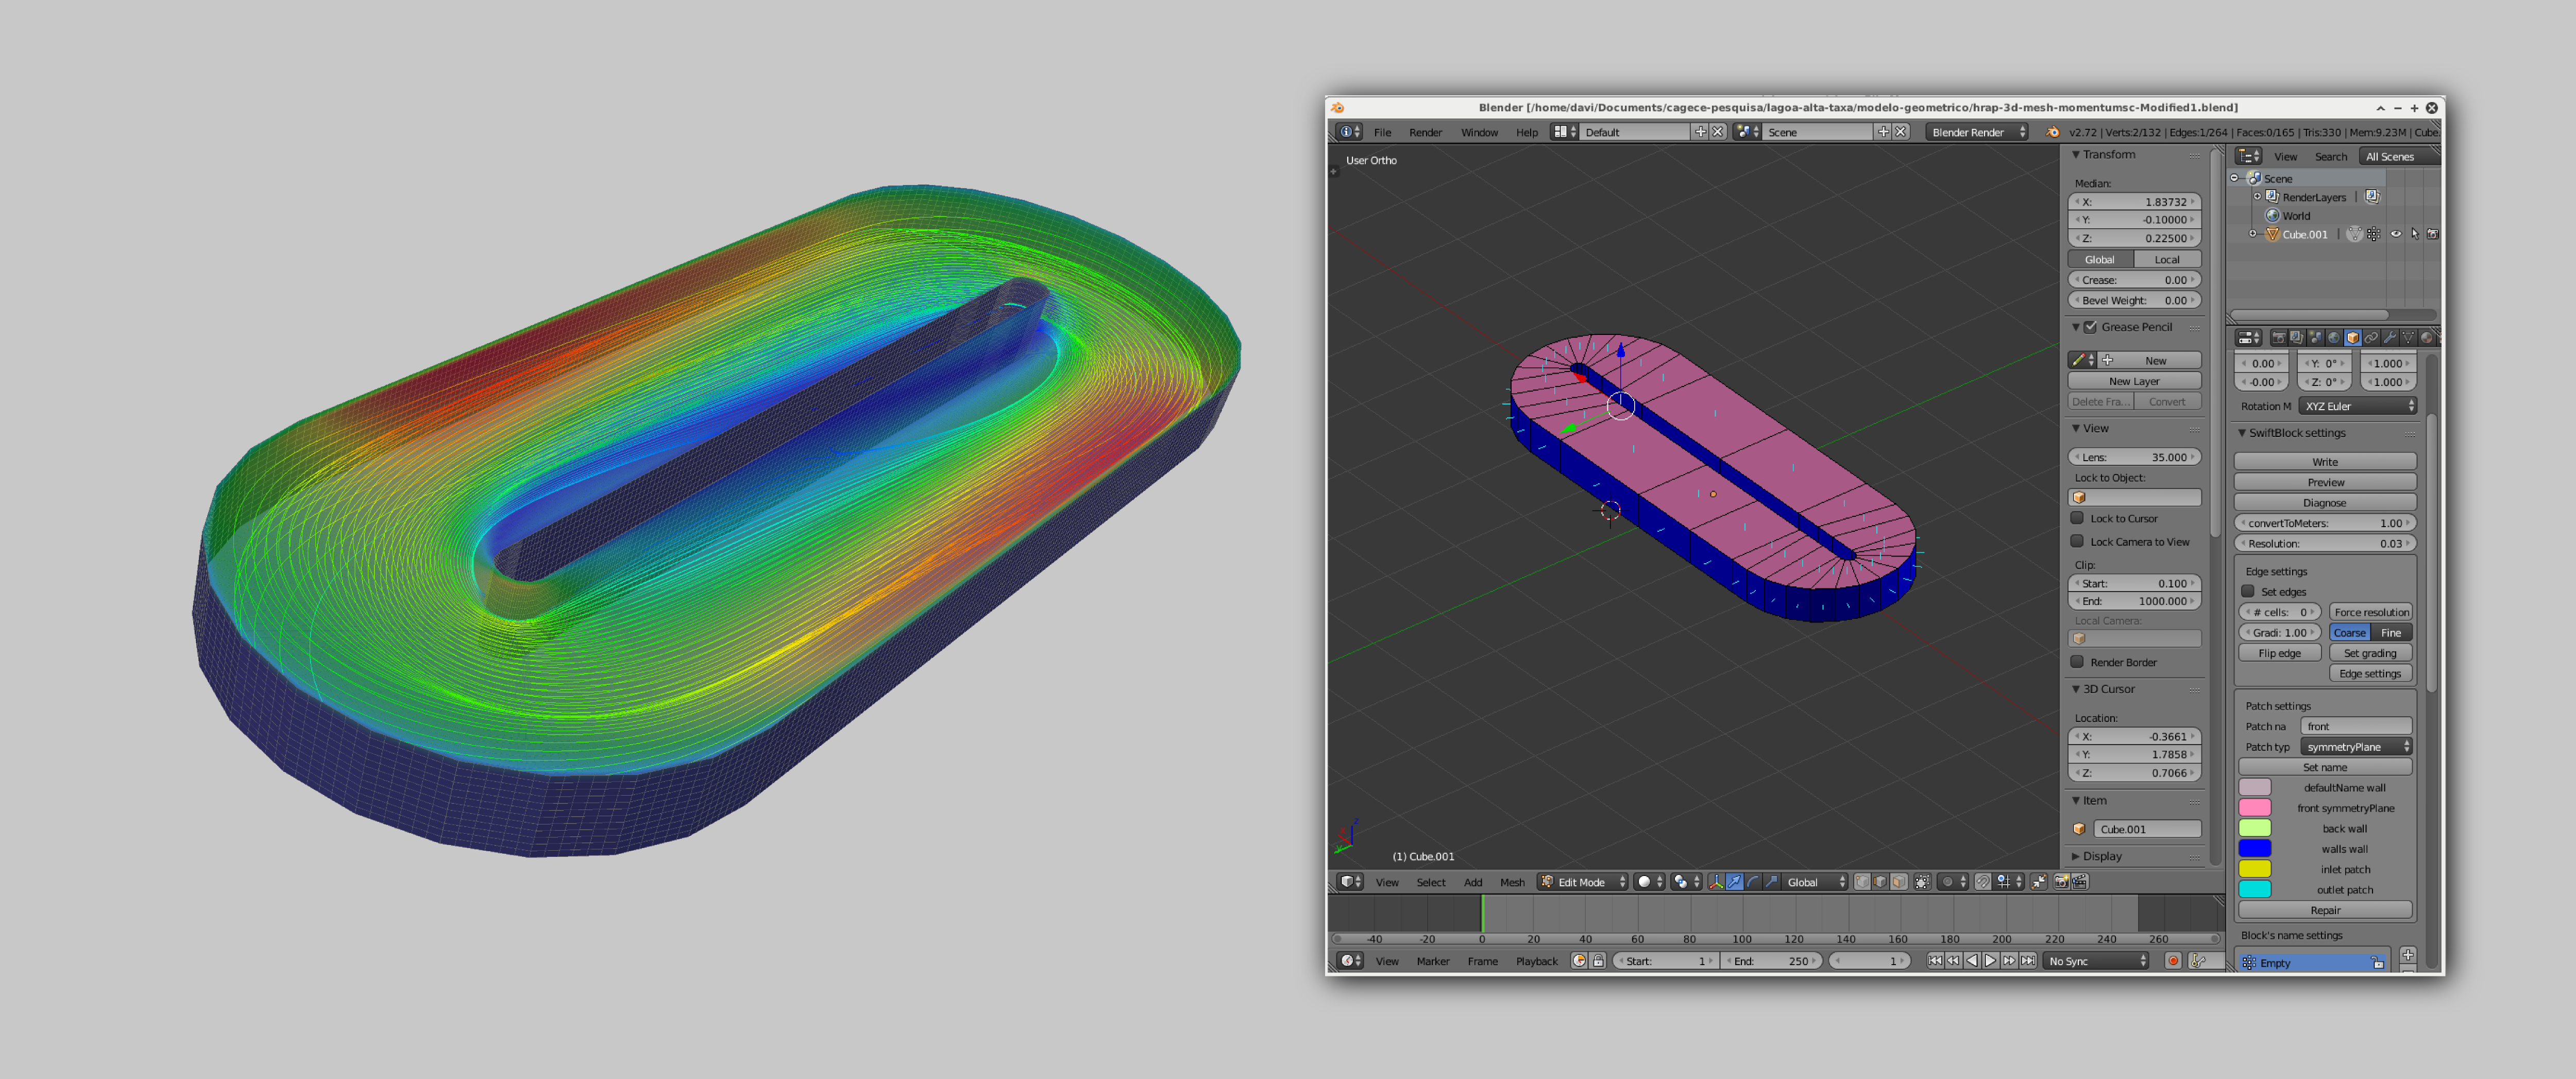 Blender [/home/davi/Documents/cagece-pesquisa/lagoa-alta-taxa/modelo-geometrico/hrap-3d-mesh-momentumsc-Modified1.blend]
File Render Window Help Default Scene Blender Render v2.72 | Verts:2/132 | Edges:1/264 | Faces:0/165 | Tris:330 | Mem:9.23M | Cube
User Ortho
(1) Cube.001
Transform
Median:
X: 1.83732
Y: -0.10000
Z: 0.22500
Global Local
Crease: 0.00
Bevel Weight: 0.00
Grease Pencil
New
New Layer
Delete Fra... Convert
View
Lens: 35.000
Lock to Object:
Lock to Cursor
Lock Camera to View
Clip:
Start: 0.100
End: 1000.000
Local Camera:
Render Border
3D Cursor
Location:
X: -0.3661
Y: 1.7858
Z: 0.7066
Item
Cube.001
Display
View Select Add Mesh Edit Mode Global
-40 -20 0 20 40 60 80 100 120 140 160 180 200 220 240 260
View Marker Frame Playback Start: 1 End: 250 1 No Sync
View Search All Scenes
Scene
RenderLayers |
World
Cube.001 |
0.00 Y: 0° 1.000
-0.00 Z: 0° 1.000
Rotation M XYZ Euler
SwiftBlock settings
Write
Preview
Diagnose
convertToMeters: 1.00
Resolution: 0.03
Edge settings
Set edges
# cells: 0 Force resolution
Gradi: 1.00 Coarse Fine
Flip edge Set grading
Edge settings
Patch settings
Patch na front
Patch typ symmetryPlane
Set name
defaultName wall
front symmetryPlane
back wall
walls wall
inlet patch
outlet patch
Repair
Block's name settings
Empty